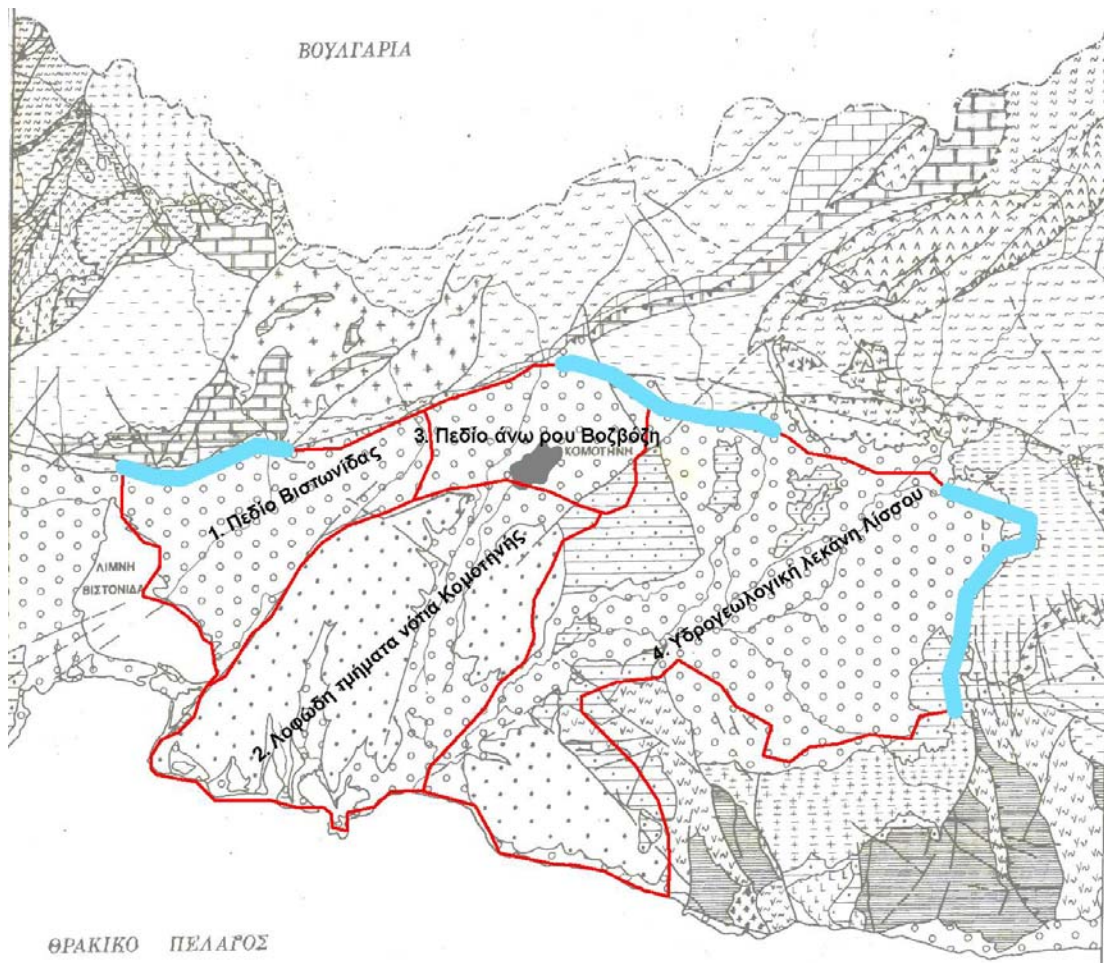 ΒΟΥΛΓΑΡΙΑ
3. Πεδίο άνω ρου Βοζβόζη
ΚΟΜΟΤΗΝΗ
1. Πεδίο Βιστωνίδας
ΛΙΜΝΗ
ΒΙΣΤΟΝΙΔΑ
2. Λοφώδη τμήματα νότια Κομοτηνής
4. Υδρογεωλογική λεκάνη Λίσσου
ΘΡΑΚΙΚΟ ΠΕΛΑΓΟΣ